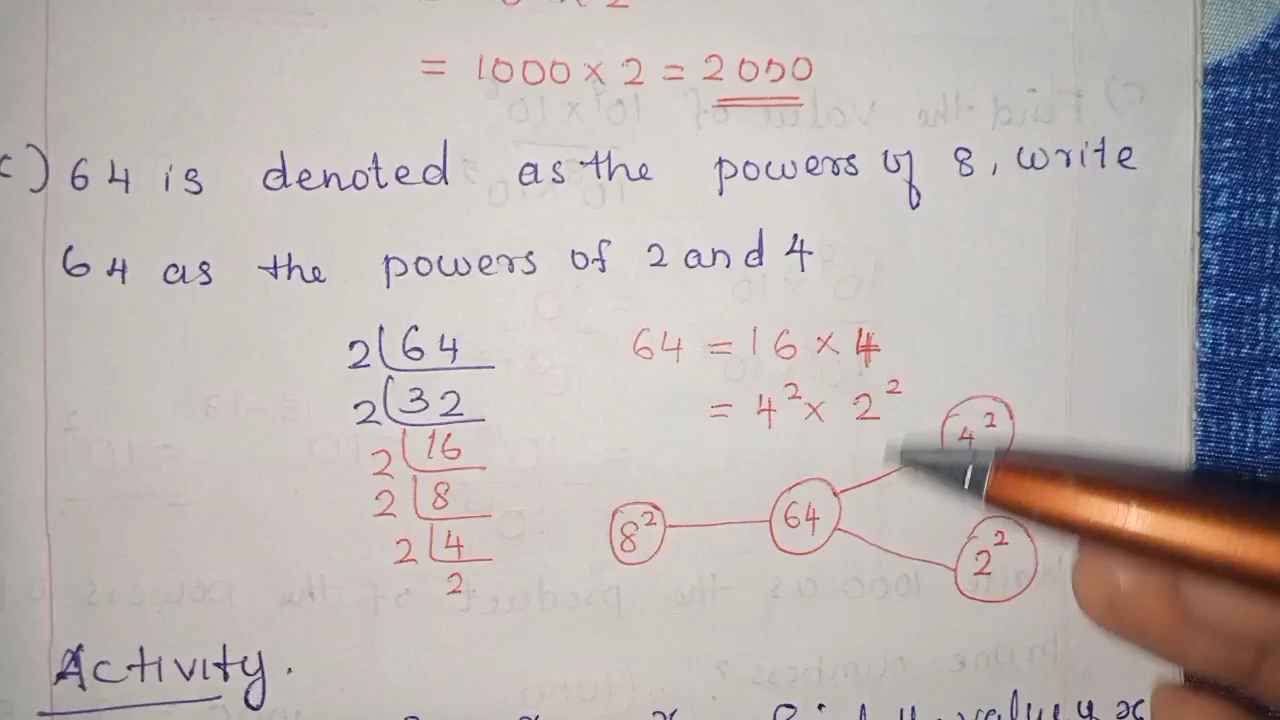 = 1000 × 2 = 2000
c) 64 is denoted as the powers of 8, write
64 as the powers of 2 and 4
2 64
2 32
2 16
2 8
2 4
2
64 = 16 × 4
= 4² × 2²
4²
8² 64
2²
Activity.